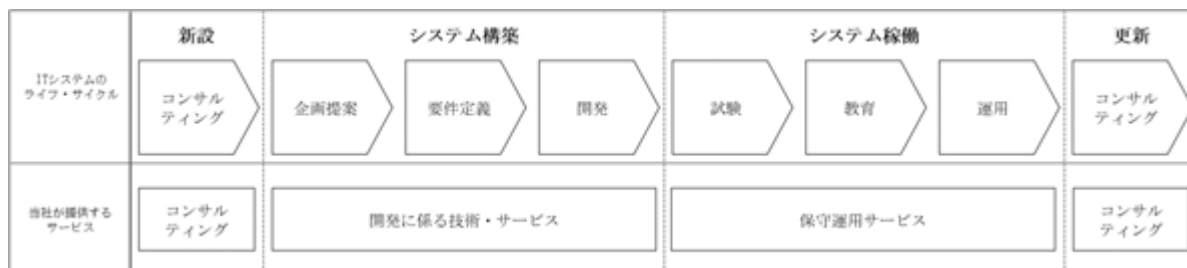 新設
システム構築
システム稼働
更新
ITシステムの
ライフ・サイクル
コンサル
ティング
企画提案
要件定義
開発
試験
教育
運用
コンサル
ティング
当社が提供する
サービス
コンサル
ティング
開発に係る技術・サービス
保守運用サービス
コンサル
ティング